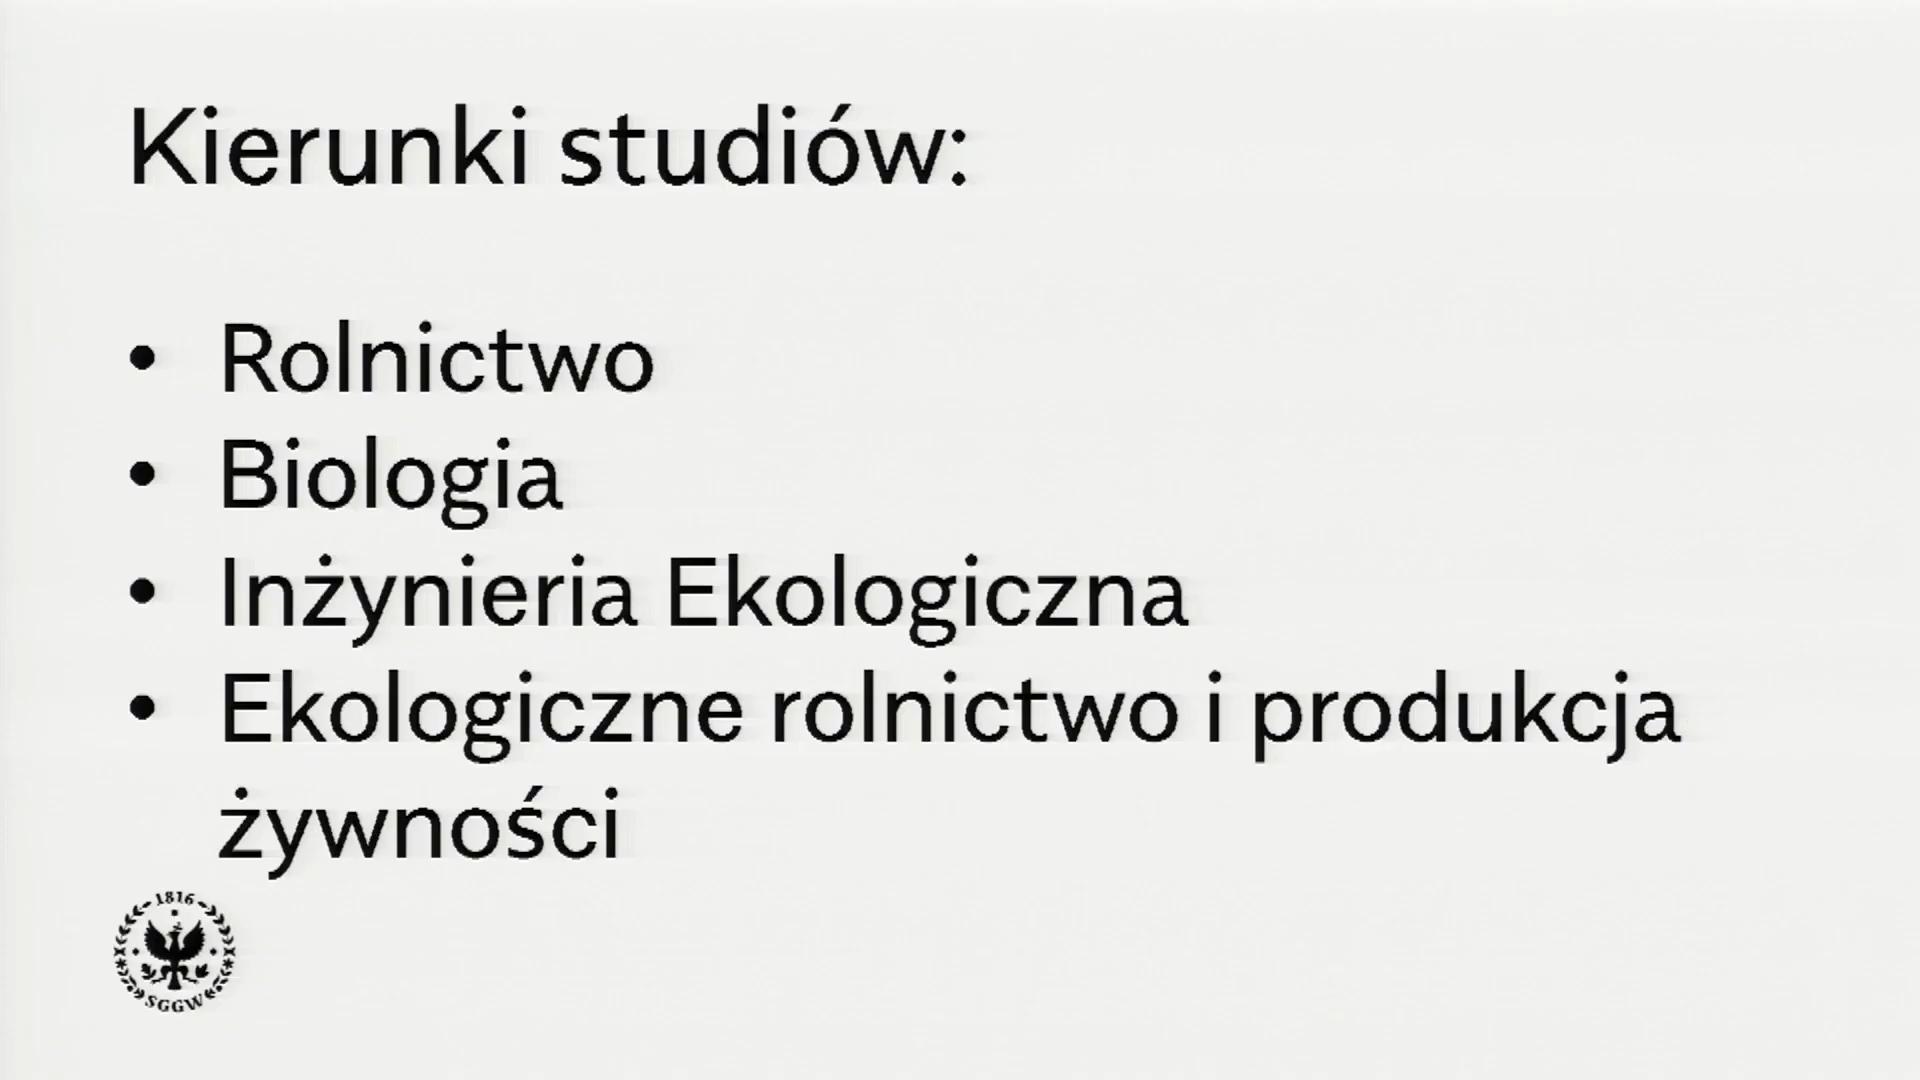 Kierunki studiów:
• Rolnictwo
• Biologia
• Inżynieria Ekologiczna
• Ekologiczne rolnictwo i produkcja
żywności
1816
SGGW